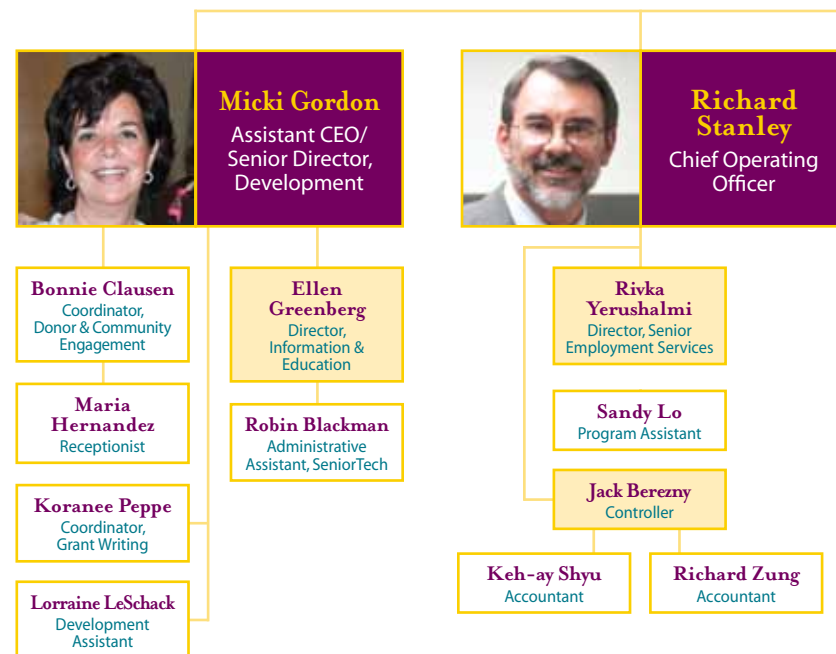 Micki Gordon
Assistant CEO/
Senior Director,
Development
Richard
Stanley
Chief Operating
Officer
Bonnie Clausen
Coordinator,
Donor & Community
Engagement
Maria
Hernandez
Receptionist
Koranee Peppe
Coordinator,
Grant Writing
Lorraine LeSchack
Development
Assistant
Ellen
Greenberg
Director,
Information &
Education
Robin Blackman
Administrative
Assistant, SeniorTech
Rivka
Yerushalmi
Director, Senior
Employment Services
Sandy Lo
Program Assistant
Jack Berezny
Controller
Keh-ay Shyu
Accountant
Richard Zung
Accountant